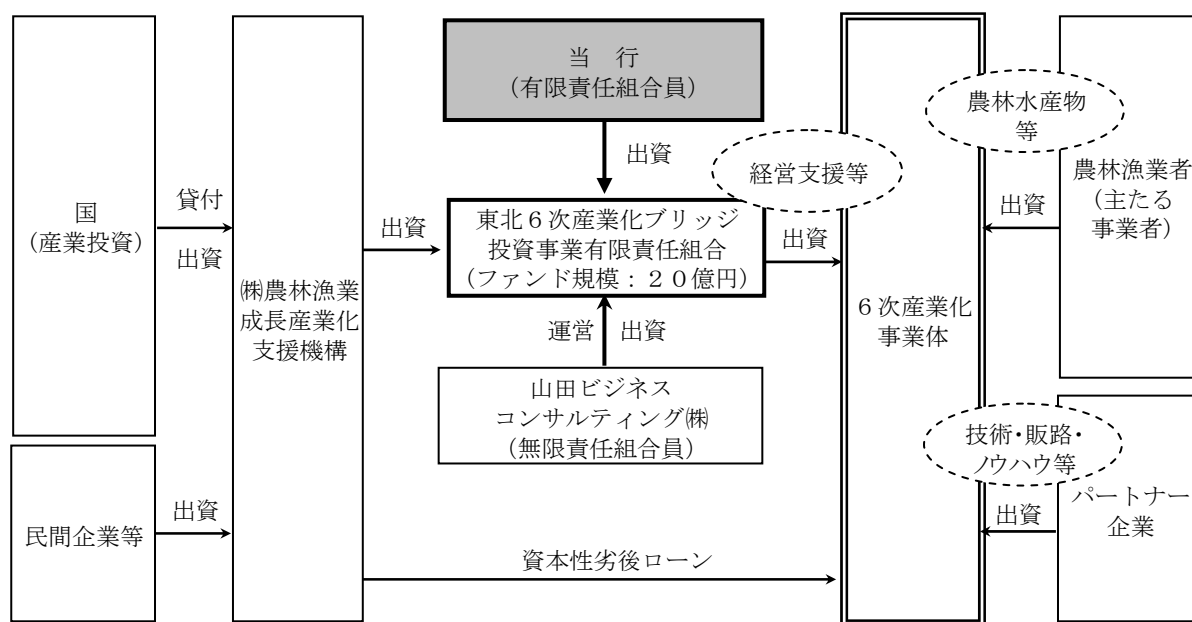 国
(産業投資)
民間企業等
貸付
出資
出資
㈱農林漁業
成長産業化
支援機構
当　行
(有限責任組合員)
出資
出資
東北６次産業化ブリッジ
投資事業有限責任組合
(ファンド規模：２０億円)
運営
出資
山田ビジネス
コンサルティング㈱
(無限責任組合員)
資本性劣後ローン
経営支援等
出資
６次産業化
事業体
農林水産物
等
出資
農林漁業者
(主たる
事業者)
技術・販路・
ノウハウ等
出資
パートナー
企業